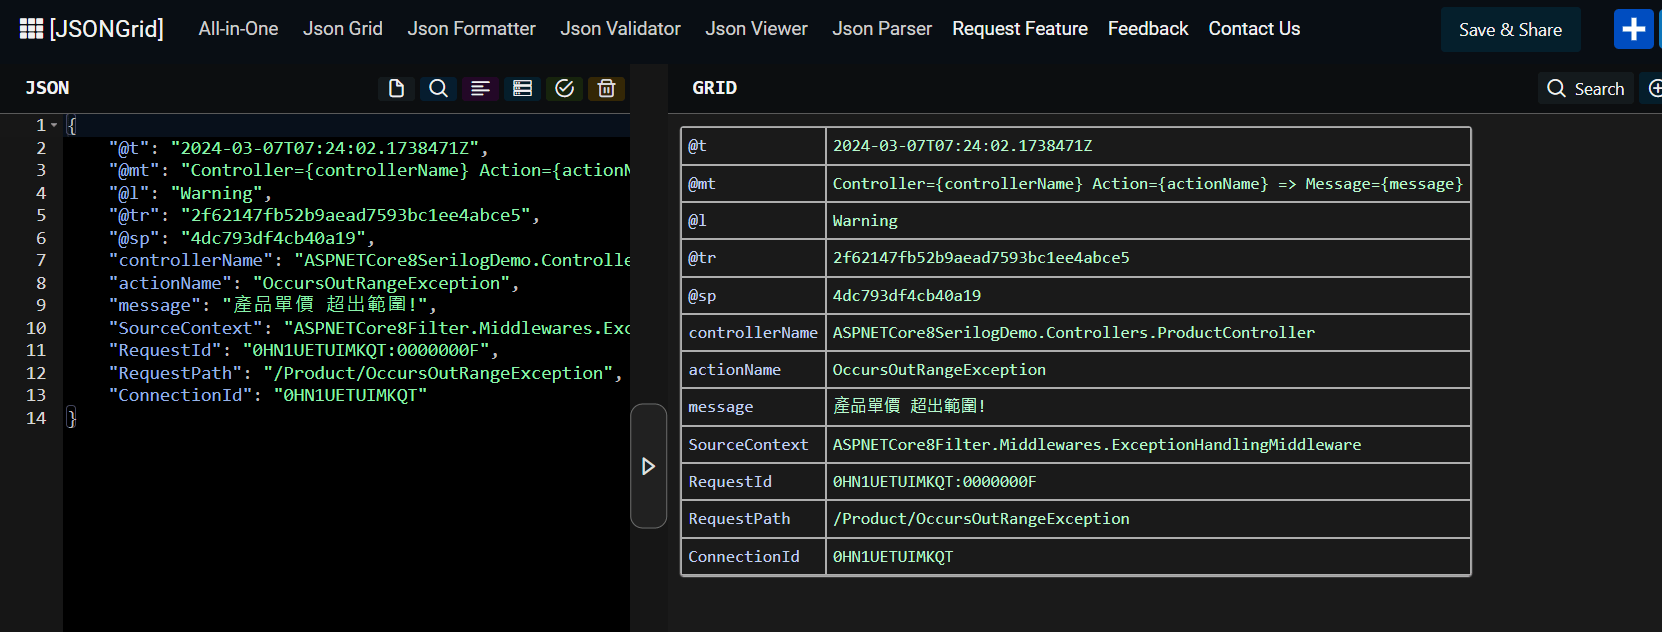 [JSONGrid] All-in-One Json Grid Json Formatter Json Validator Json Viewer Json Parser Request Feature Feedback Contact Us Save & Share
JSON
1 {
2 "@t": "2024-03-07T07:24:02.1738471Z",
3 "@mt": "Controller={controllerName} Action={actionN
4 "@l": "Warning",
5 "@tr": "2f62147fb52b9aead7593bc1ee4abce5",
6 "@sp": "4dc793df4cb40a19",
7 "controllerName": "ASPNETCore8SerilogDemo.Controlle
8 "actionName": "OccursOutRangeException",
9 "message": "產品單價 超出範圍!",
10 "SourceContext": "ASPNETCore8Filter.Middlewares.Exc
11 "RequestId": "0HN1UETUIMKQT:0000000F",
12 "RequestPath": "/Product/OccursOutRangeException",
13 "ConnectionId": "0HN1UETUIMKQT"
14 }
GRID Search
@t 2024-03-07T07:24:02.1738471Z
@mt Controller={controllerName} Action={actionName} => Message={message}
@l Warning
@tr 2f62147fb52b9aead7593bc1ee4abce5
@sp 4dc793df4cb40a19
controllerName ASPNETCore8SerilogDemo.Controllers.ProductController
actionName OccursOutRangeException
message 產品單價 超出範圍!
SourceContext ASPNETCore8Filter.Middlewares.ExceptionHandlingMiddleware
RequestId 0HN1UETUIMKQT:0000000F
RequestPath /Product/OccursOutRangeException
ConnectionId 0HN1UETUIMKQT